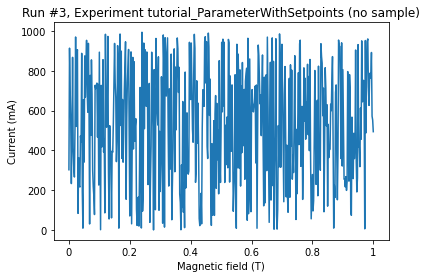 Run #3, Experiment tutorial_ParameterWithSetpoints (no sample)
1000
800
600
400
200
0
Current (mA)
0 0.2 0.4 0.6 0.8 1
Magnetic field (T)